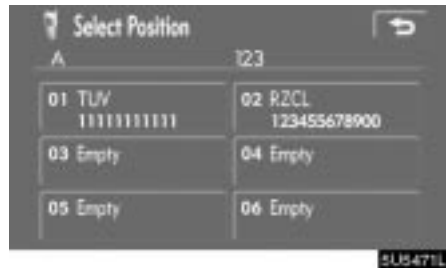 Select Position
A 123
01 TUV 02 RZCL
11111111111 123455678900
03 Empty 04 Empty
05 Empty 06 Empty
5U5471L